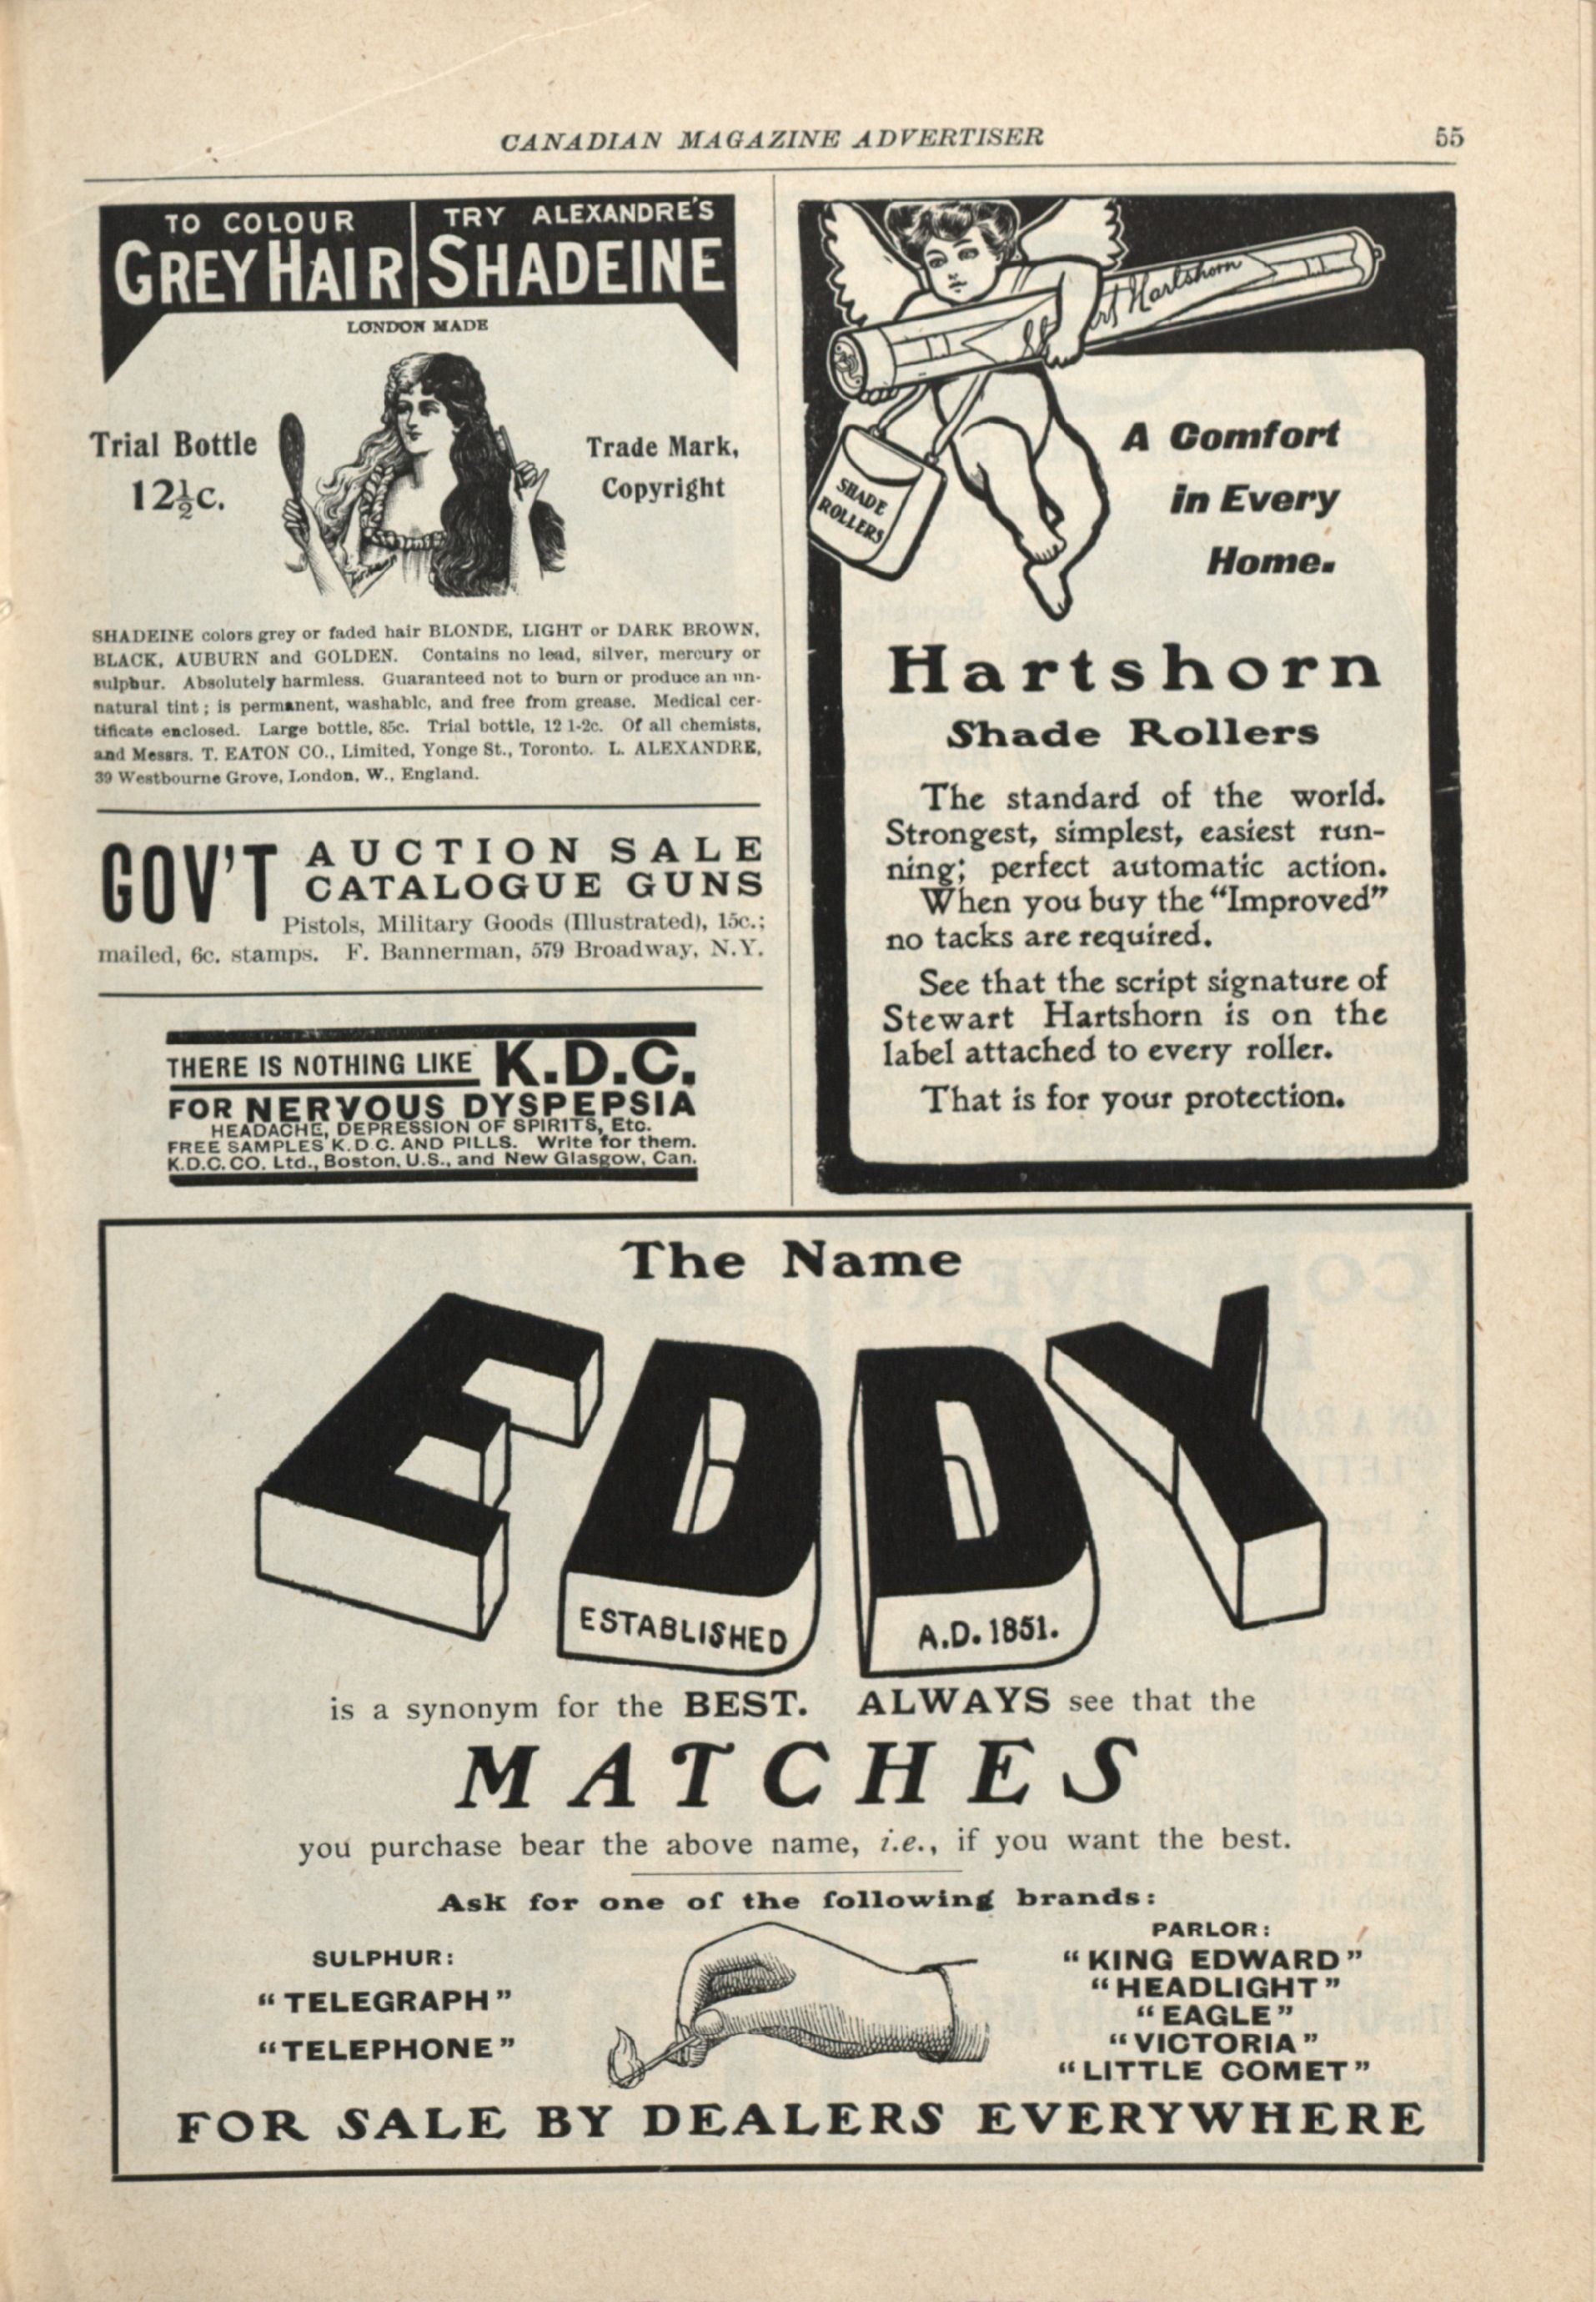 CANADIAN MAGAZINE ADVERTISER
55
TO COLOUR
GREY HAIR
TRY ALEXANDRE'S
SHADEINE
LONDON MADE
Trial Bottle
12½c.
Trade Mark,
Copyright
SHADEINE colors grey or faded hair BLONDE, LIGHT or DARK BROWN,
BLACK, AUBURN and GOLDEN. Contains no lead, silver, mercury or
sulphur. Absolutely harmless. Guaranteed not to burn or produce an un-
natural tint; is permanent, washable, and free from grease. Medical cer-
tificate enclosed. Large bottle, 85c. Trial bottle, 12 1-2c. Of all chemists,
and Messrs. T. EATON CO., Limited, Yonge St., Toronto. L. ALEXANDRE,
39 Westbourne Grove, London, W., England.
GOV'T AUCTION SALE
CATALOGUE GUNS
Pistols, Military Goods (Illustrated), 15c.;
mailed, 6c. stamps. F. Bannerman, 579 Broadway, N.Y.
THERE IS NOTHING LIKE K.D.C.
FOR NERVOUS DYSPEPSIA
HEADACHE, DEPRESSION OF SPIRITS, Etc.
FREE SAMPLES K.D.C. AND PILLS. Write for them.
K.D.C. CO. Ltd., Boston, U.S., and New Glasgow, Can.
Hartshorn
SHADE
ROLLERS
A Comfort
in Every
Home.
Hartshorn
Shade Rollers
The standard of the world.
Strongest, simplest, easiest run-
ning; perfect automatic action.
When you buy the "Improved"
no tacks are required.
See that the script signature of
Stewart Hartshorn is on the
label attached to every roller.
That is for your protection.
The Name
EDDY
ESTABLISHED
A.D. 1851.
is a synonym for the BEST. ALWAYS see that the
MATCHES
you purchase bear the above name, i.e., if you want the best.
Ask for one of the following brands:
SULPHUR:
"TELEGRAPH"
"TELEPHONE"
PARLOR:
"KING EDWARD"
"HEADLIGHT"
"EAGLE"
"VICTORIA"
"LITTLE COMET"
FOR SALE BY DEALERS EVERYWHERE